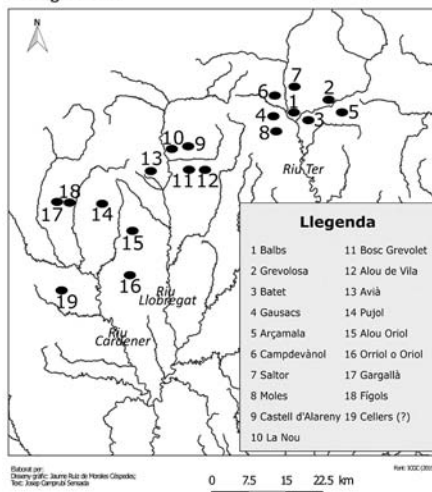 N
7
6
2
1
4
3
5
8
10
9
13
11
12
Riu Ter
17
18
14
15
16
19
Riu
Llobregat
Riu
Cardener
Llegenda
1 Balbs
2 Grevolosa
3 Batet
4 Gausacs
5 Arçamala
6 Campdevànol
7 Saltor
8 Moles
9 Castell d'Alareny
10 La Nou
11 Bosc Grevolet
12 Alou de Vila
13 Avià
14 Pujol
15 Alou Oriol
16 Orriol o Oriol
17 Gargallà
18 Fígols
19 Cellers (?)
Elaborat per:
Disseny gràfic: Jaume Ruiz de Morales Céspedes;
Text: Josep Camprubí Sensada
0 7.5 15 22.5 km